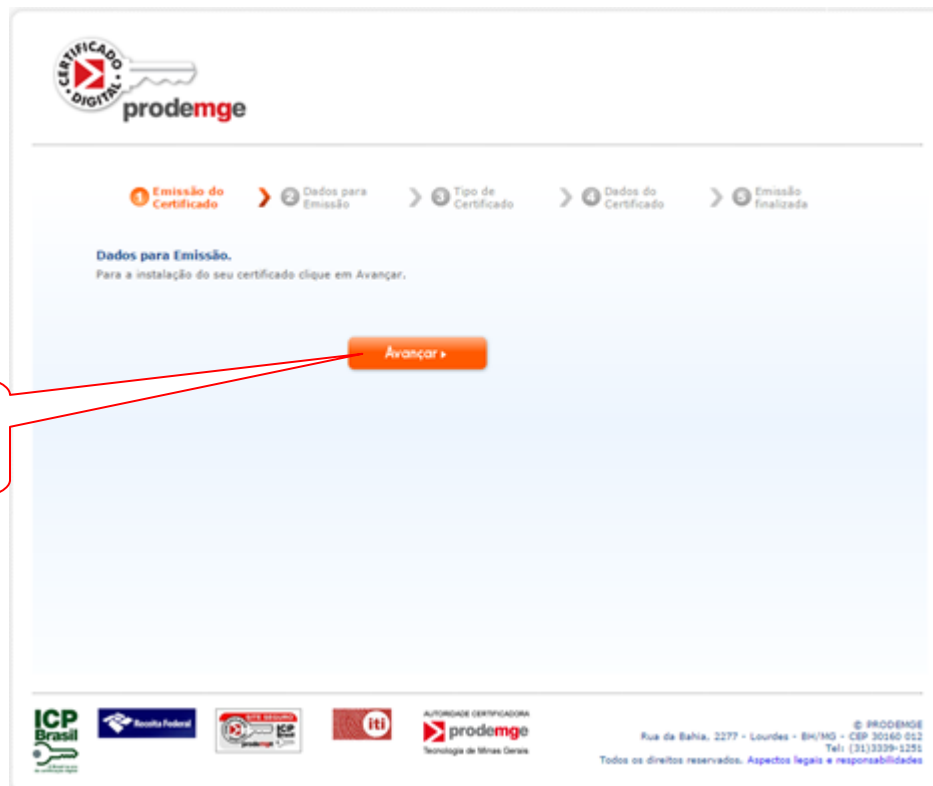 CERTIFICADO
DIGITAL
prodemge
1 Emissão do
Certificado
2 Dados para
Emissão
3 Tipo de
Certificado
4 Dados do
Certificado
5 Emissão
finalizada
Dados para Emissão.
Para a instalação do seu certificado clique em Avançar.
Avançar
ICP
Brasil
Receita Federal
SITE SEGURO
ICP
prodemge
iti
AUTORIDADE CERTIFICADORA
prodemge
Tecnologia de Minas Gerais
© PRODEMGE
Rua da Bahia, 2277 - Lourdes - BH/MG - CEP 30160 012
Tel: (31)3339-1251
Todos os direitos reservados. Aspectos legais e responsabilidades